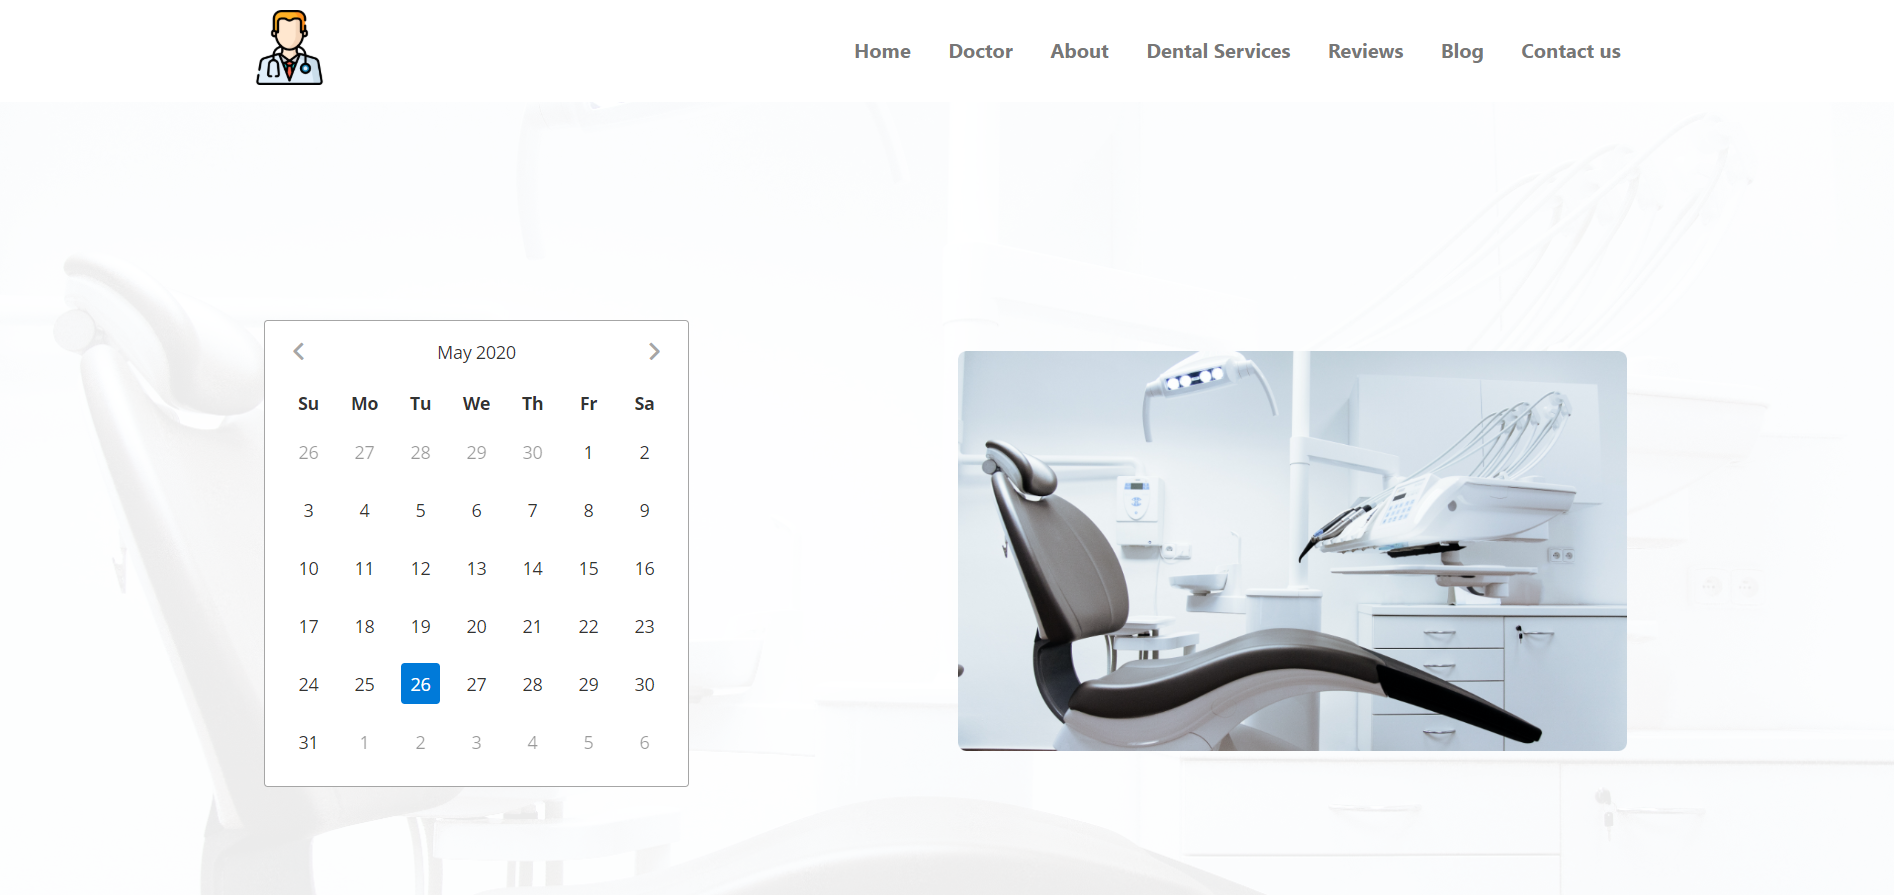 Home Doctor About Dental Services Reviews Blog Contact us
May 2020
Su Mo Tu We Th Fr Sa
26 27 28 29 30 1 2
3 4 5 6 7 8 9
10 11 12 13 14 15 16
17 18 19 20 21 22 23
24 25 26 27 28 29 30
31 1 2 3 4 5 6